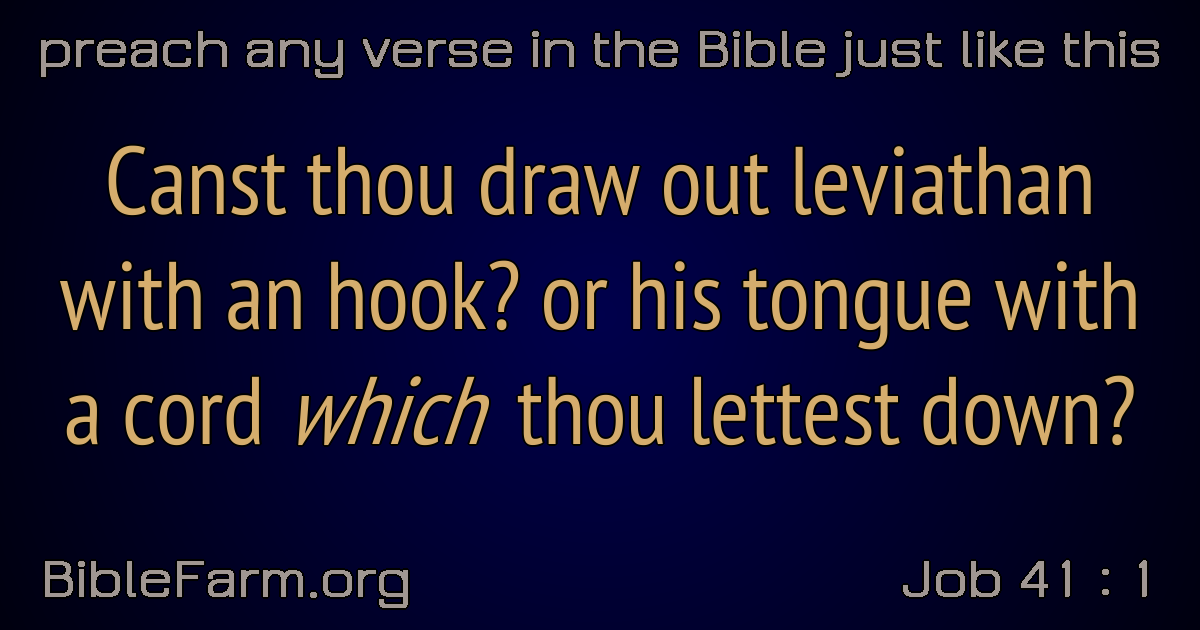 preach any verse in the Bible just like this
Canst thou draw out leviathan
with an hook? or his tongue with
a cord which thou lettest down?
BibleFarm.org
Job 41 : 1